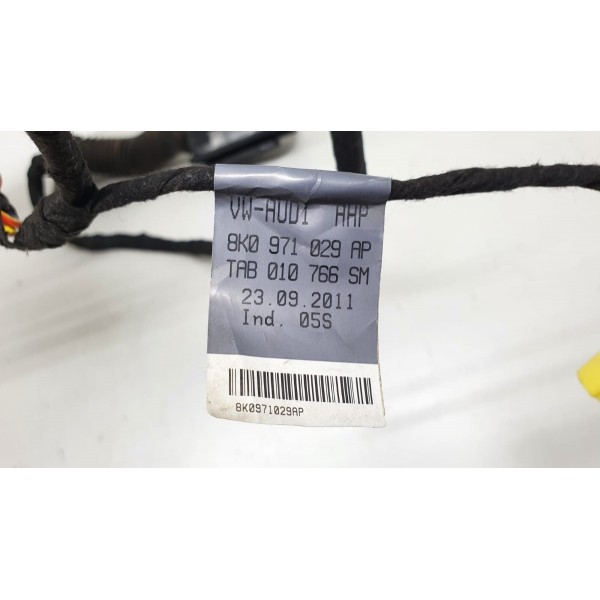 VW-AUDI AHP
8K0 971 029 AP
TAB 010 766 SM
23.09.2011
Ind. 05S
8K0971029AP